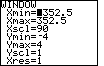 WINDOW
Xmin=-352.5
Xmax=352.5
Xscl=90
Ymin=-4
Ymax=4
Yscl=1
Xres=1